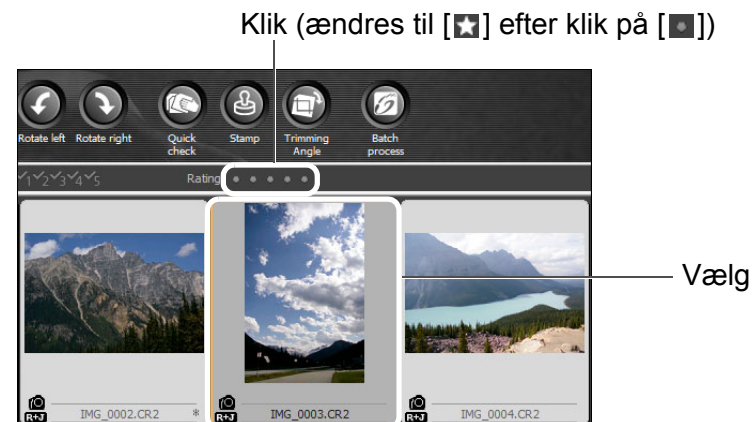 Klik (ændres til [★] efter klik på [•])
Rotate left Rotate right Quick check Stamp Trimming Angle Batch process
1 2 3 4 5 Rating
Vælg
R+J IMG_0002.CR2 * R+J IMG_0003.CR2 R+J IMG_0004.CR2